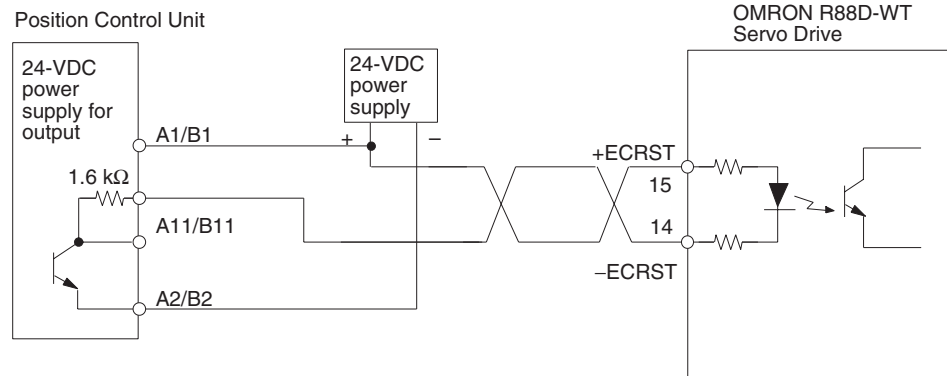 Position Control Unit
OMRON R88D-WT
Servo Drive
24-VDC
power
supply for
output
24-VDC
power
supply
A1/B1
+
–
+ECRST
15
1.6 kΩ
A11/B11
14
–ECRST
A2/B2